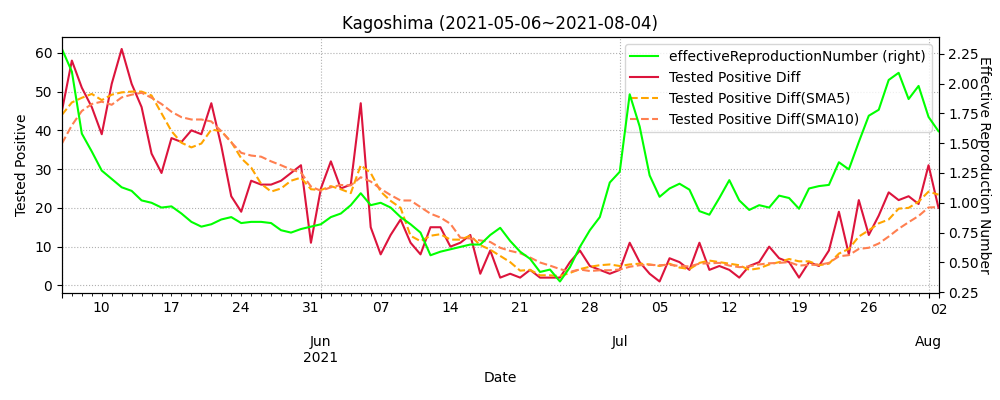 Kagoshima (2021-05-06~2021-08-04)
effectiveReproductionNumber (right)
Tested Positive Diff
Tested Positive Diff(SMA5)
Tested Positive Diff(SMA10)
Tested Positive
60
50
40
30
20
10
0
2.25
2.00
1.75
1.50
1.25
1.00
0.75
0.50
0.25
Effective Reproduction Number
10 17 24 31 07 14 21 28 05 12 19 26 02
Jun Jul Aug
2021
Date